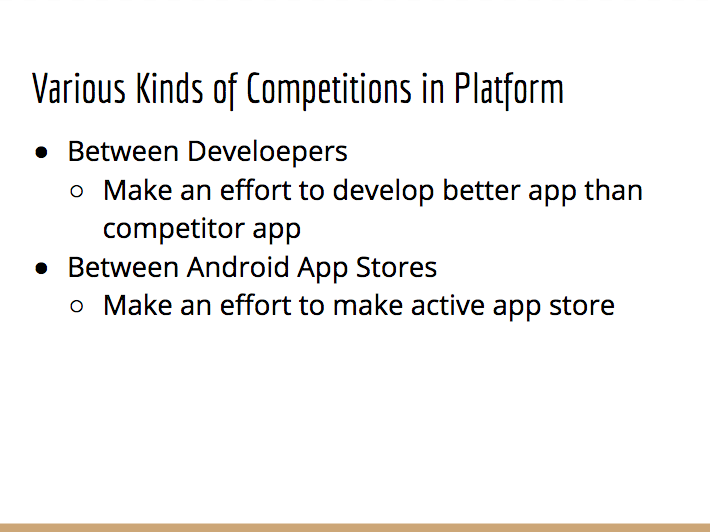 Various Kinds of Competitions in Platform
● Between Develoepers
○ Make an effort to develop better app than
competitor app
● Between Android App Stores
○ Make an effort to make active app store